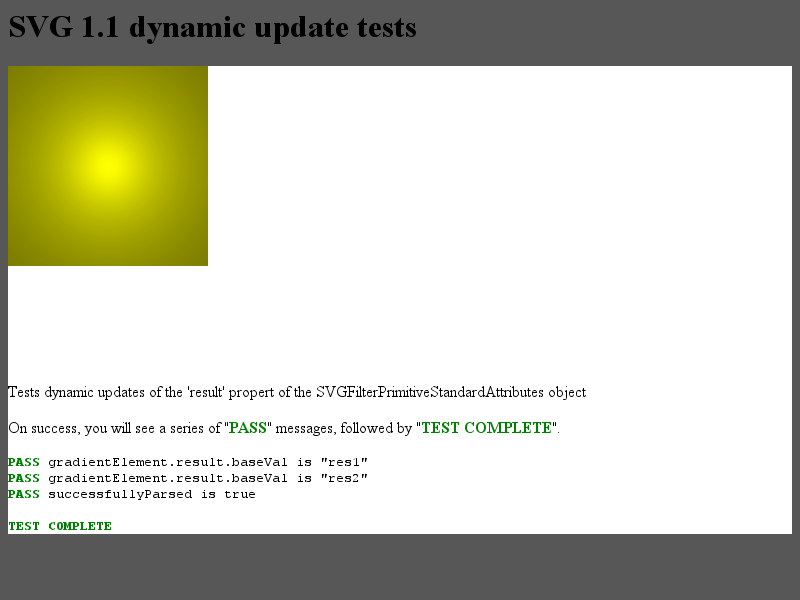 SVG 1.1 dynamic update tests
Tests dynamic updates of the 'result' propert of the SVGFilterPrimitiveStandardAttributes object
On success, you will see a series of "PASS" messages, followed by "TEST COMPLETE".
PASS gradientElement.result.baseVal is "res1"
PASS gradientElement.result.baseVal is "res2"
PASS successfullyParsed is true
TEST COMPLETE